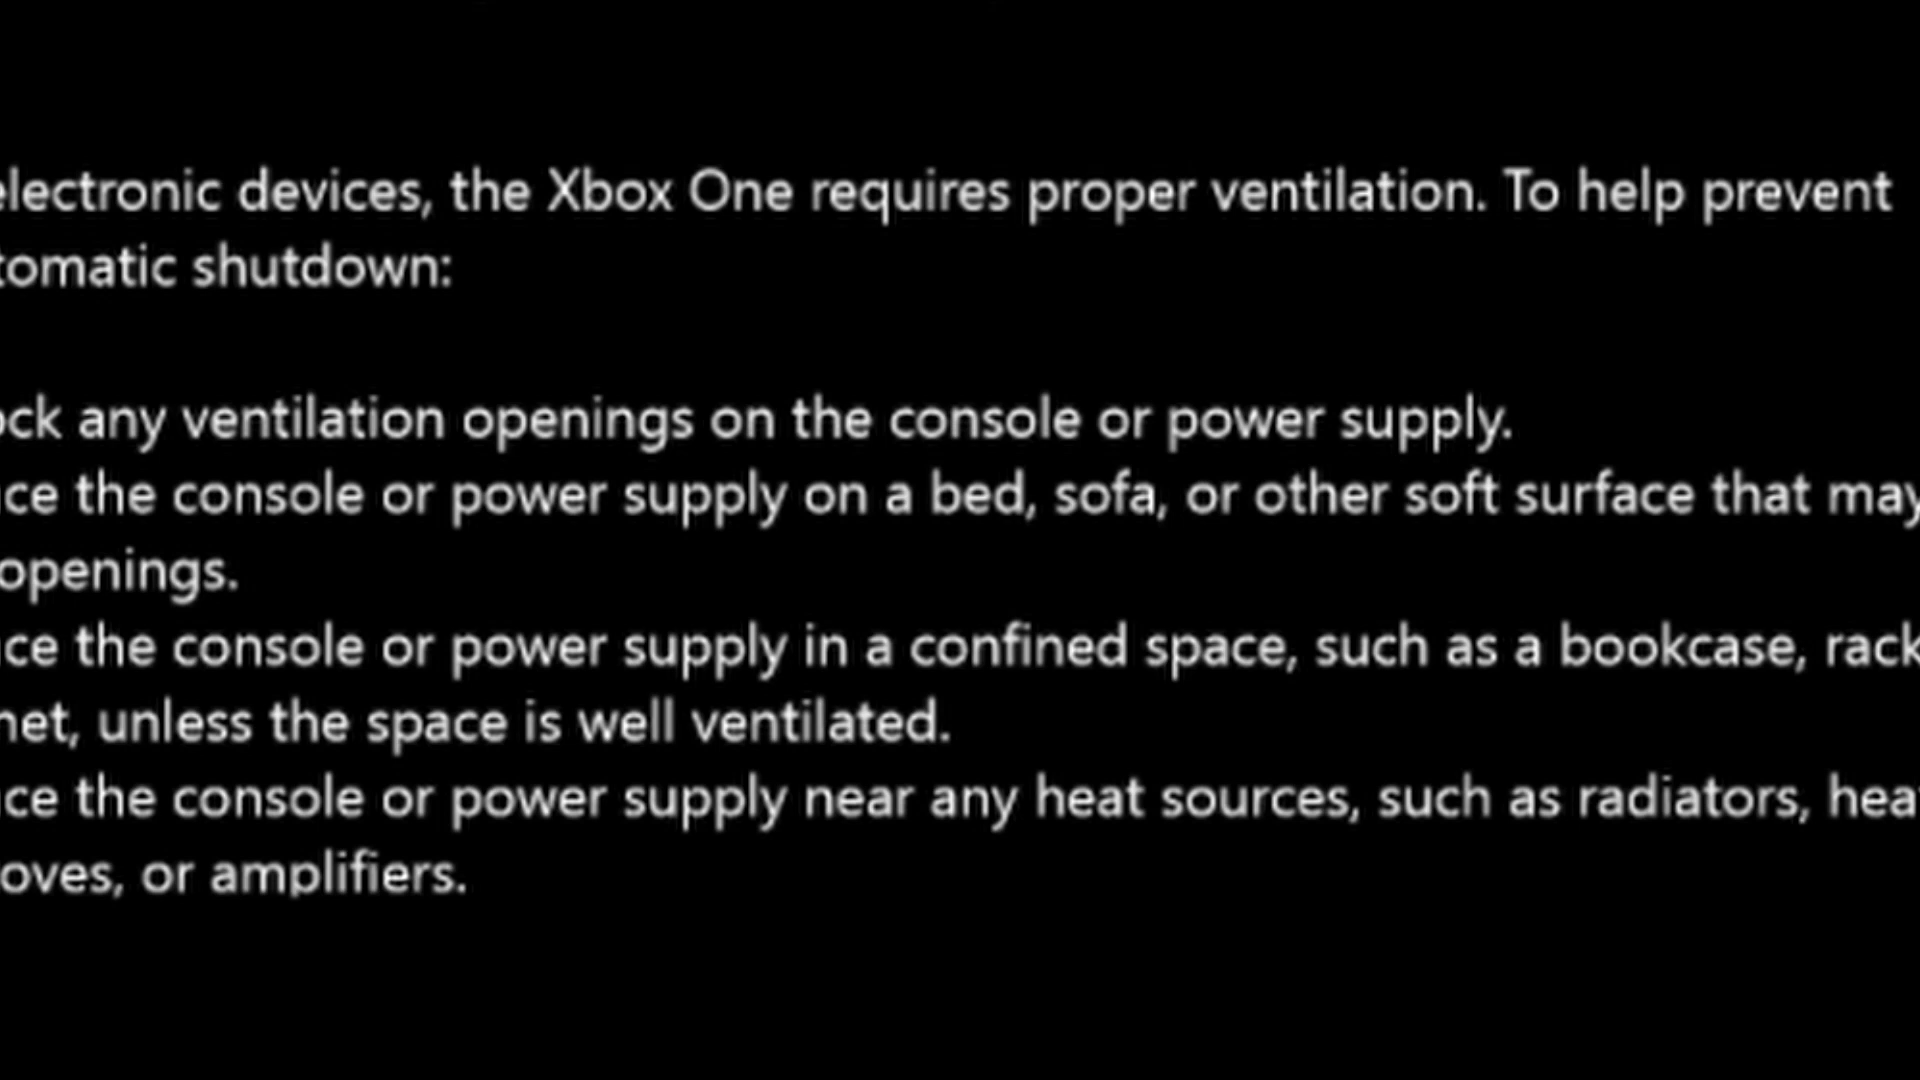 electronic devices, the Xbox One requires proper ventilation. To help prevent
tomatic shutdown:
ock any ventilation openings on the console or power supply.
ce the console or power supply on a bed, sofa, or other soft surface that may
openings.
ce the console or power supply in a confined space, such as a bookcase, rack
net, unless the space is well ventilated.
ce the console or power supply near any heat sources, such as radiators, hea
oves, or amplifiers.